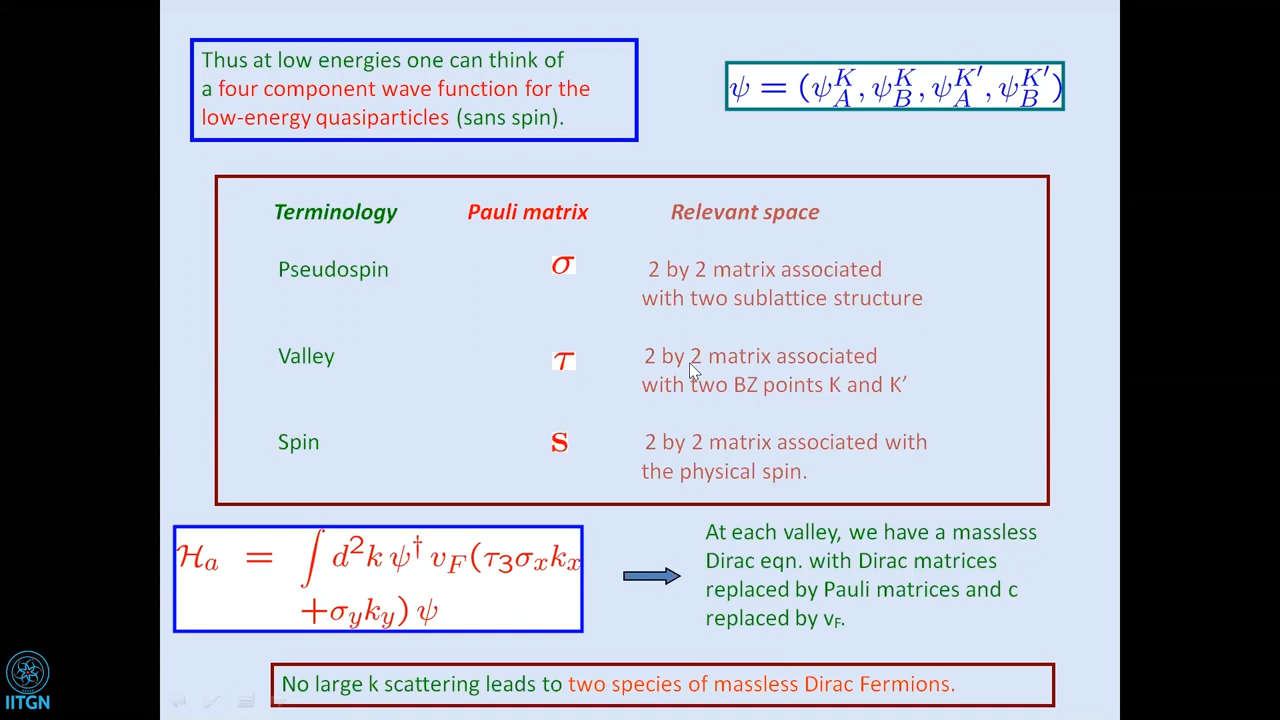 Thus at low energies one can think of
a four component wave function for the
low-energy quasiparticles (sans spin).
ψ = (ψ_A^K, ψ_B^K, ψ_A^K′, ψ_B^K′)
Terminology Pauli matrix Relevant space
Pseudospin σ 2 by 2 matrix associated
with two sublattice structure
Valley τ 2 by 2 matrix associated
with two BZ points K and K′
Spin s 2 by 2 matrix associated with
the physical spin.
ℋ_a = ∫ d²k ψ† v_F(τ₃σ_xk_x
+σ_yk_y) ψ
At each valley, we have a massless
Dirac eqn. with Dirac matrices
replaced by Pauli matrices and c
replaced by v_F.
No large k scattering leads to two species of massless Dirac Fermions.
IITGN